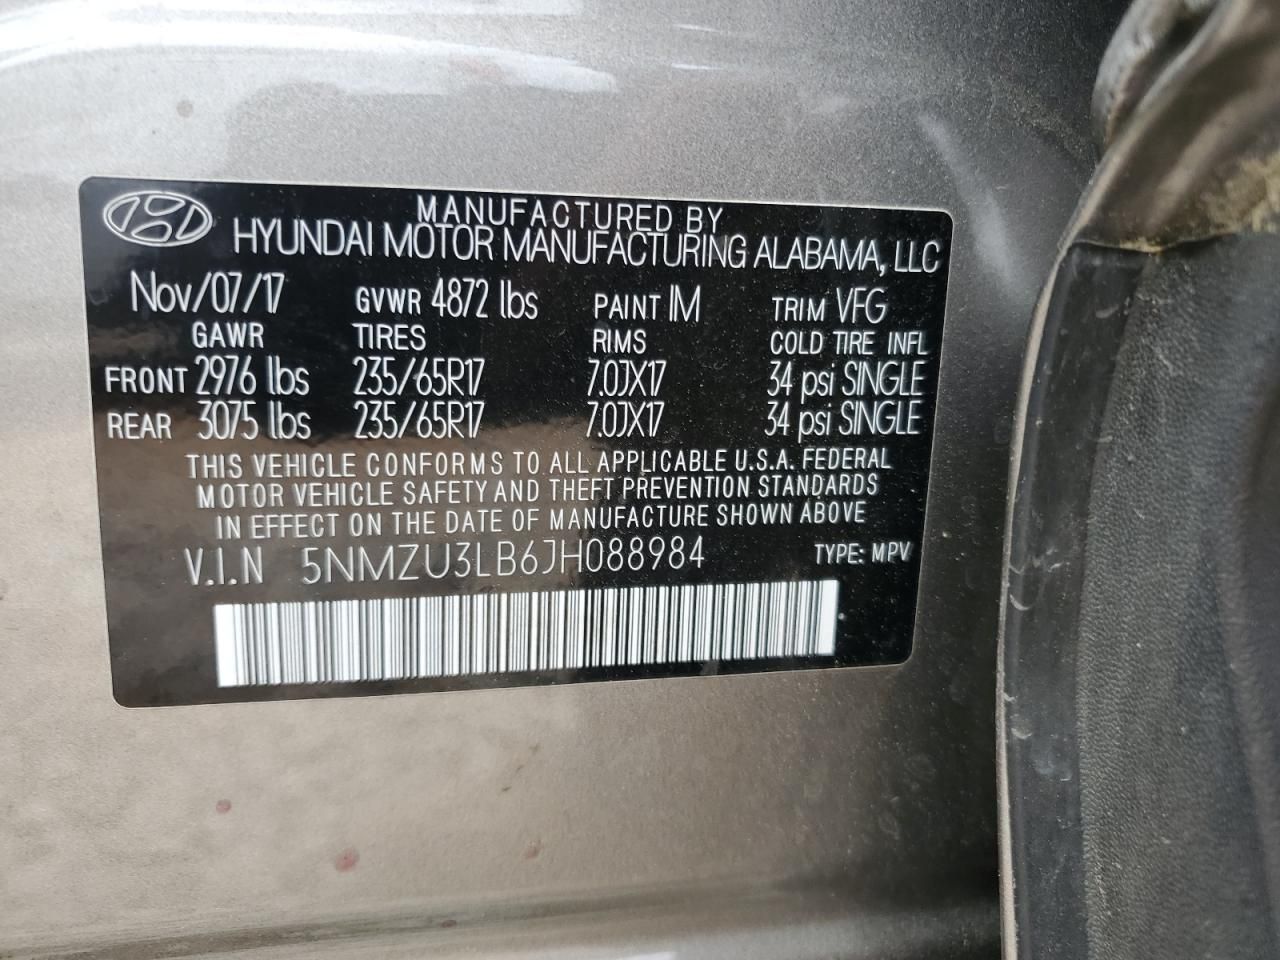 MANUFACTURED BY
HYUNDAI MOTOR MANUFACTURING ALABAMA, LLC
Nov/07/17 GVWR 4872 lbs PAINT IM TRIM VFG
GAWR TIRES RIMS COLD TIRE INFL
FRONT 2976 lbs 235/65R17 7.0JX17 34 psi SINGLE
REAR 3075 lbs 235/65R17 7.0JX17 34 psi SINGLE
THIS VEHICLE CONFORMS TO ALL APPLICABLE U.S.A. FEDERAL
MOTOR VEHICLE SAFETY AND THEFT PREVENTION STANDARDS
IN EFFECT ON THE DATE OF MANUFACTURE SHOWN ABOVE
V.I.N 5NMZU3LB6JH088984 TYPE: MPV